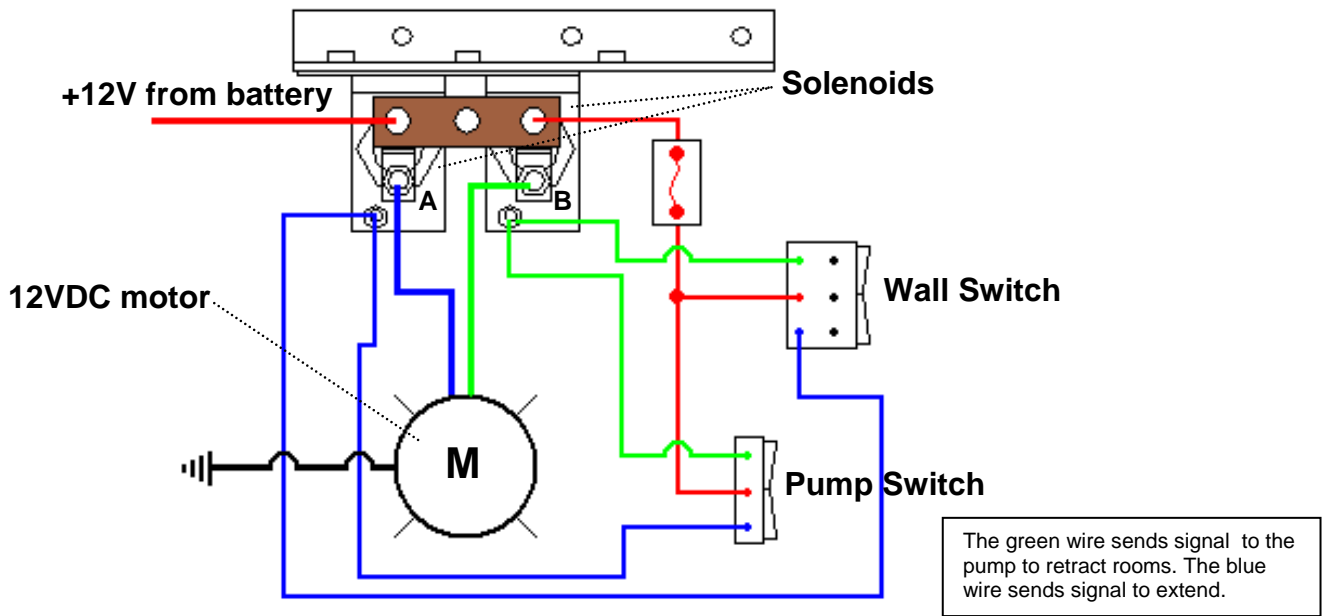 +12V from battery
Solenoids
A
B
12VDC motor
Wall Switch
M
Pump Switch
The green wire sends signal to the
pump to retract rooms. The blue
wire sends signal to extend.